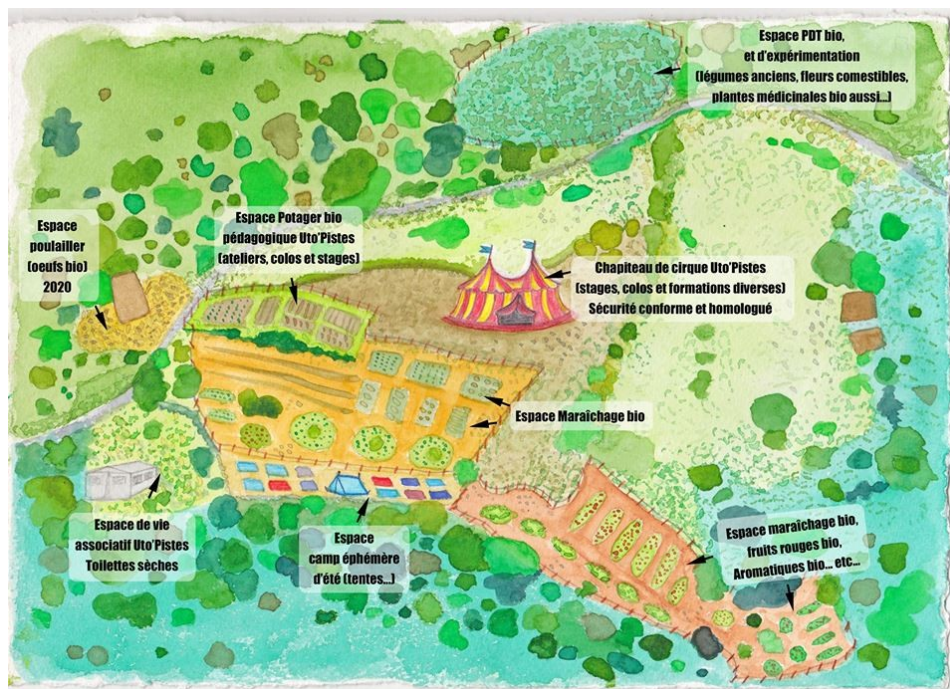 Espace PDT bio,
et d'expérimentation
(légumes anciens, fleurs comestibles,
plantes médicinales bio aussi...)
Espace
poulailler
(oeufs bio)
2020
Espace Potager bio
pédagogique Uto'Pistes
(ateliers, colos et stages)
Chapiteau de cirque Uto'Pistes
(stages, colos et formations diverses)
Sécurité conforme et homologué
Espace Maraîchage bio
Espace de vie
associatif Uto'Pistes
Toilettes sèches
Espace
camp éphémère
d'été (tentes...)
Espace maraîchage bio,
fruits rouges bio,
Aromatiques bio... etc...